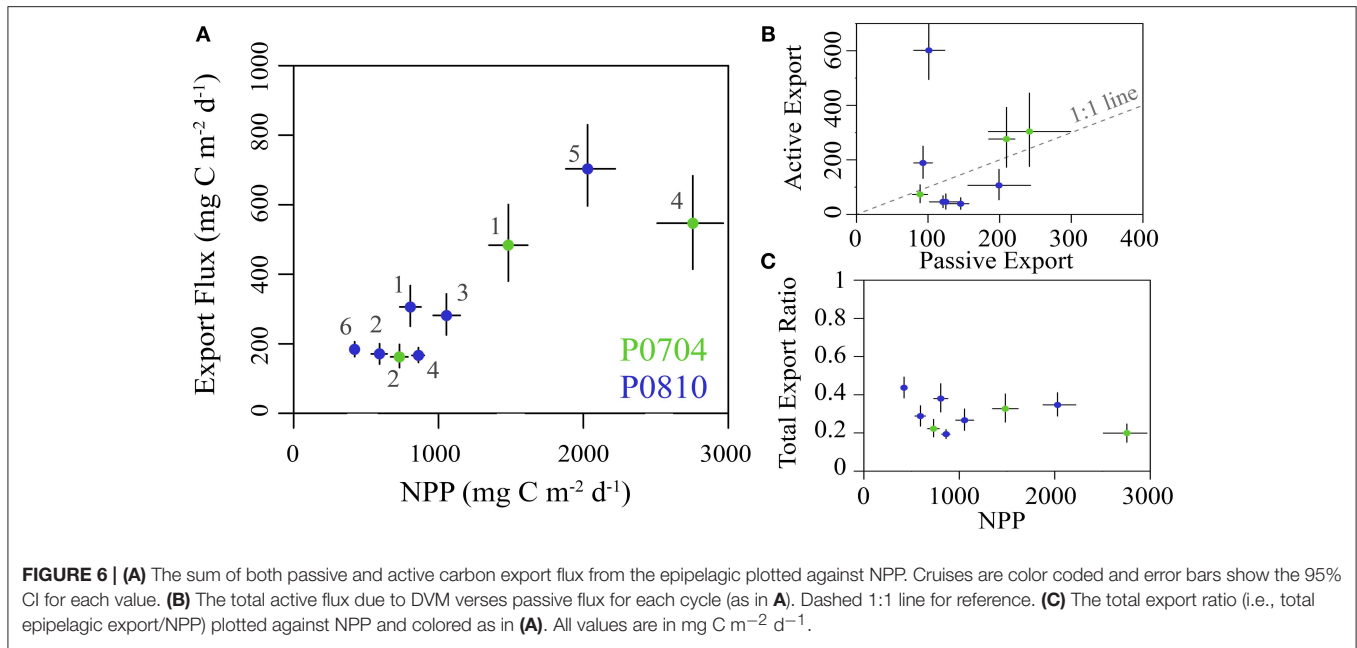 A
Export Flux (mg C m-2 d-1)
1000
800
600
400
200
0
5
4
1
1
3
6
2
2
4
P0704
P0810
0
1000
2000
3000
NPP (mg C m-2 d-1)
B
Active Export
600
400
200
0
1:1 line
0
100
200
300
400
Passive Export
C
Total Export Ratio
1
0.8
0.6
0.4
0.2
0
0
1000
2000
3000
NPP
FIGURE 6 | (A) The sum of both passive and active carbon export flux from the epipelagic plotted against NPP. Cruises are color coded and error bars show the 95%
CI for each value. (B) The total active flux due to DVM verses passive flux for each cycle (as in A). Dashed 1:1 line for reference. (C) The total export ratio (i.e., total
epipelagic export/NPP) plotted against NPP and colored as in (A). All values are in mg C m−2 d−1.